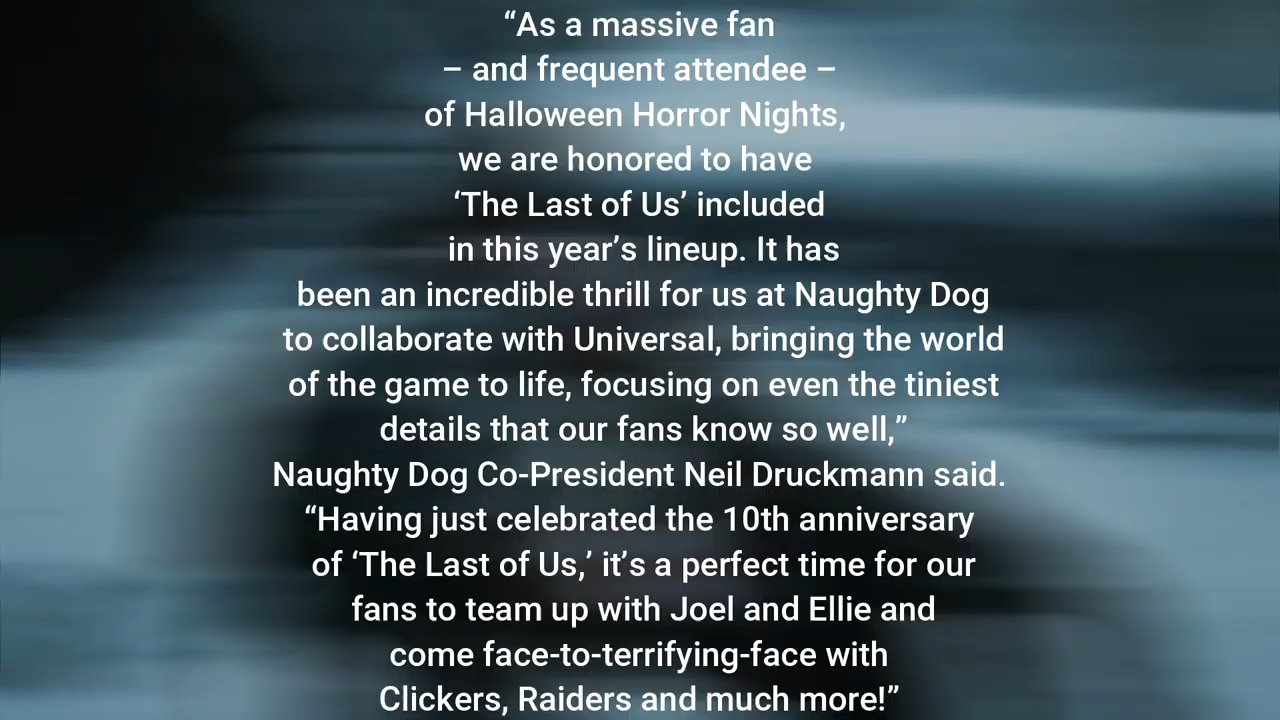 “As a massive fan
– and frequent attendee –
of Halloween Horror Nights,
we are honored to have
‘The Last of Us’ included
in this year’s lineup. It has
been an incredible thrill for us at Naughty Dog
to collaborate with Universal, bringing the world
of the game to life, focusing on even the tiniest
details that our fans know so well,”
Naughty Dog Co-President Neil Druckmann said.
“Having just celebrated the 10th anniversary
of ‘The Last of Us,’ it’s a perfect time for our
fans to team up with Joel and Ellie and
come face-to-terrifying-face with
Clickers, Raiders and much more!”